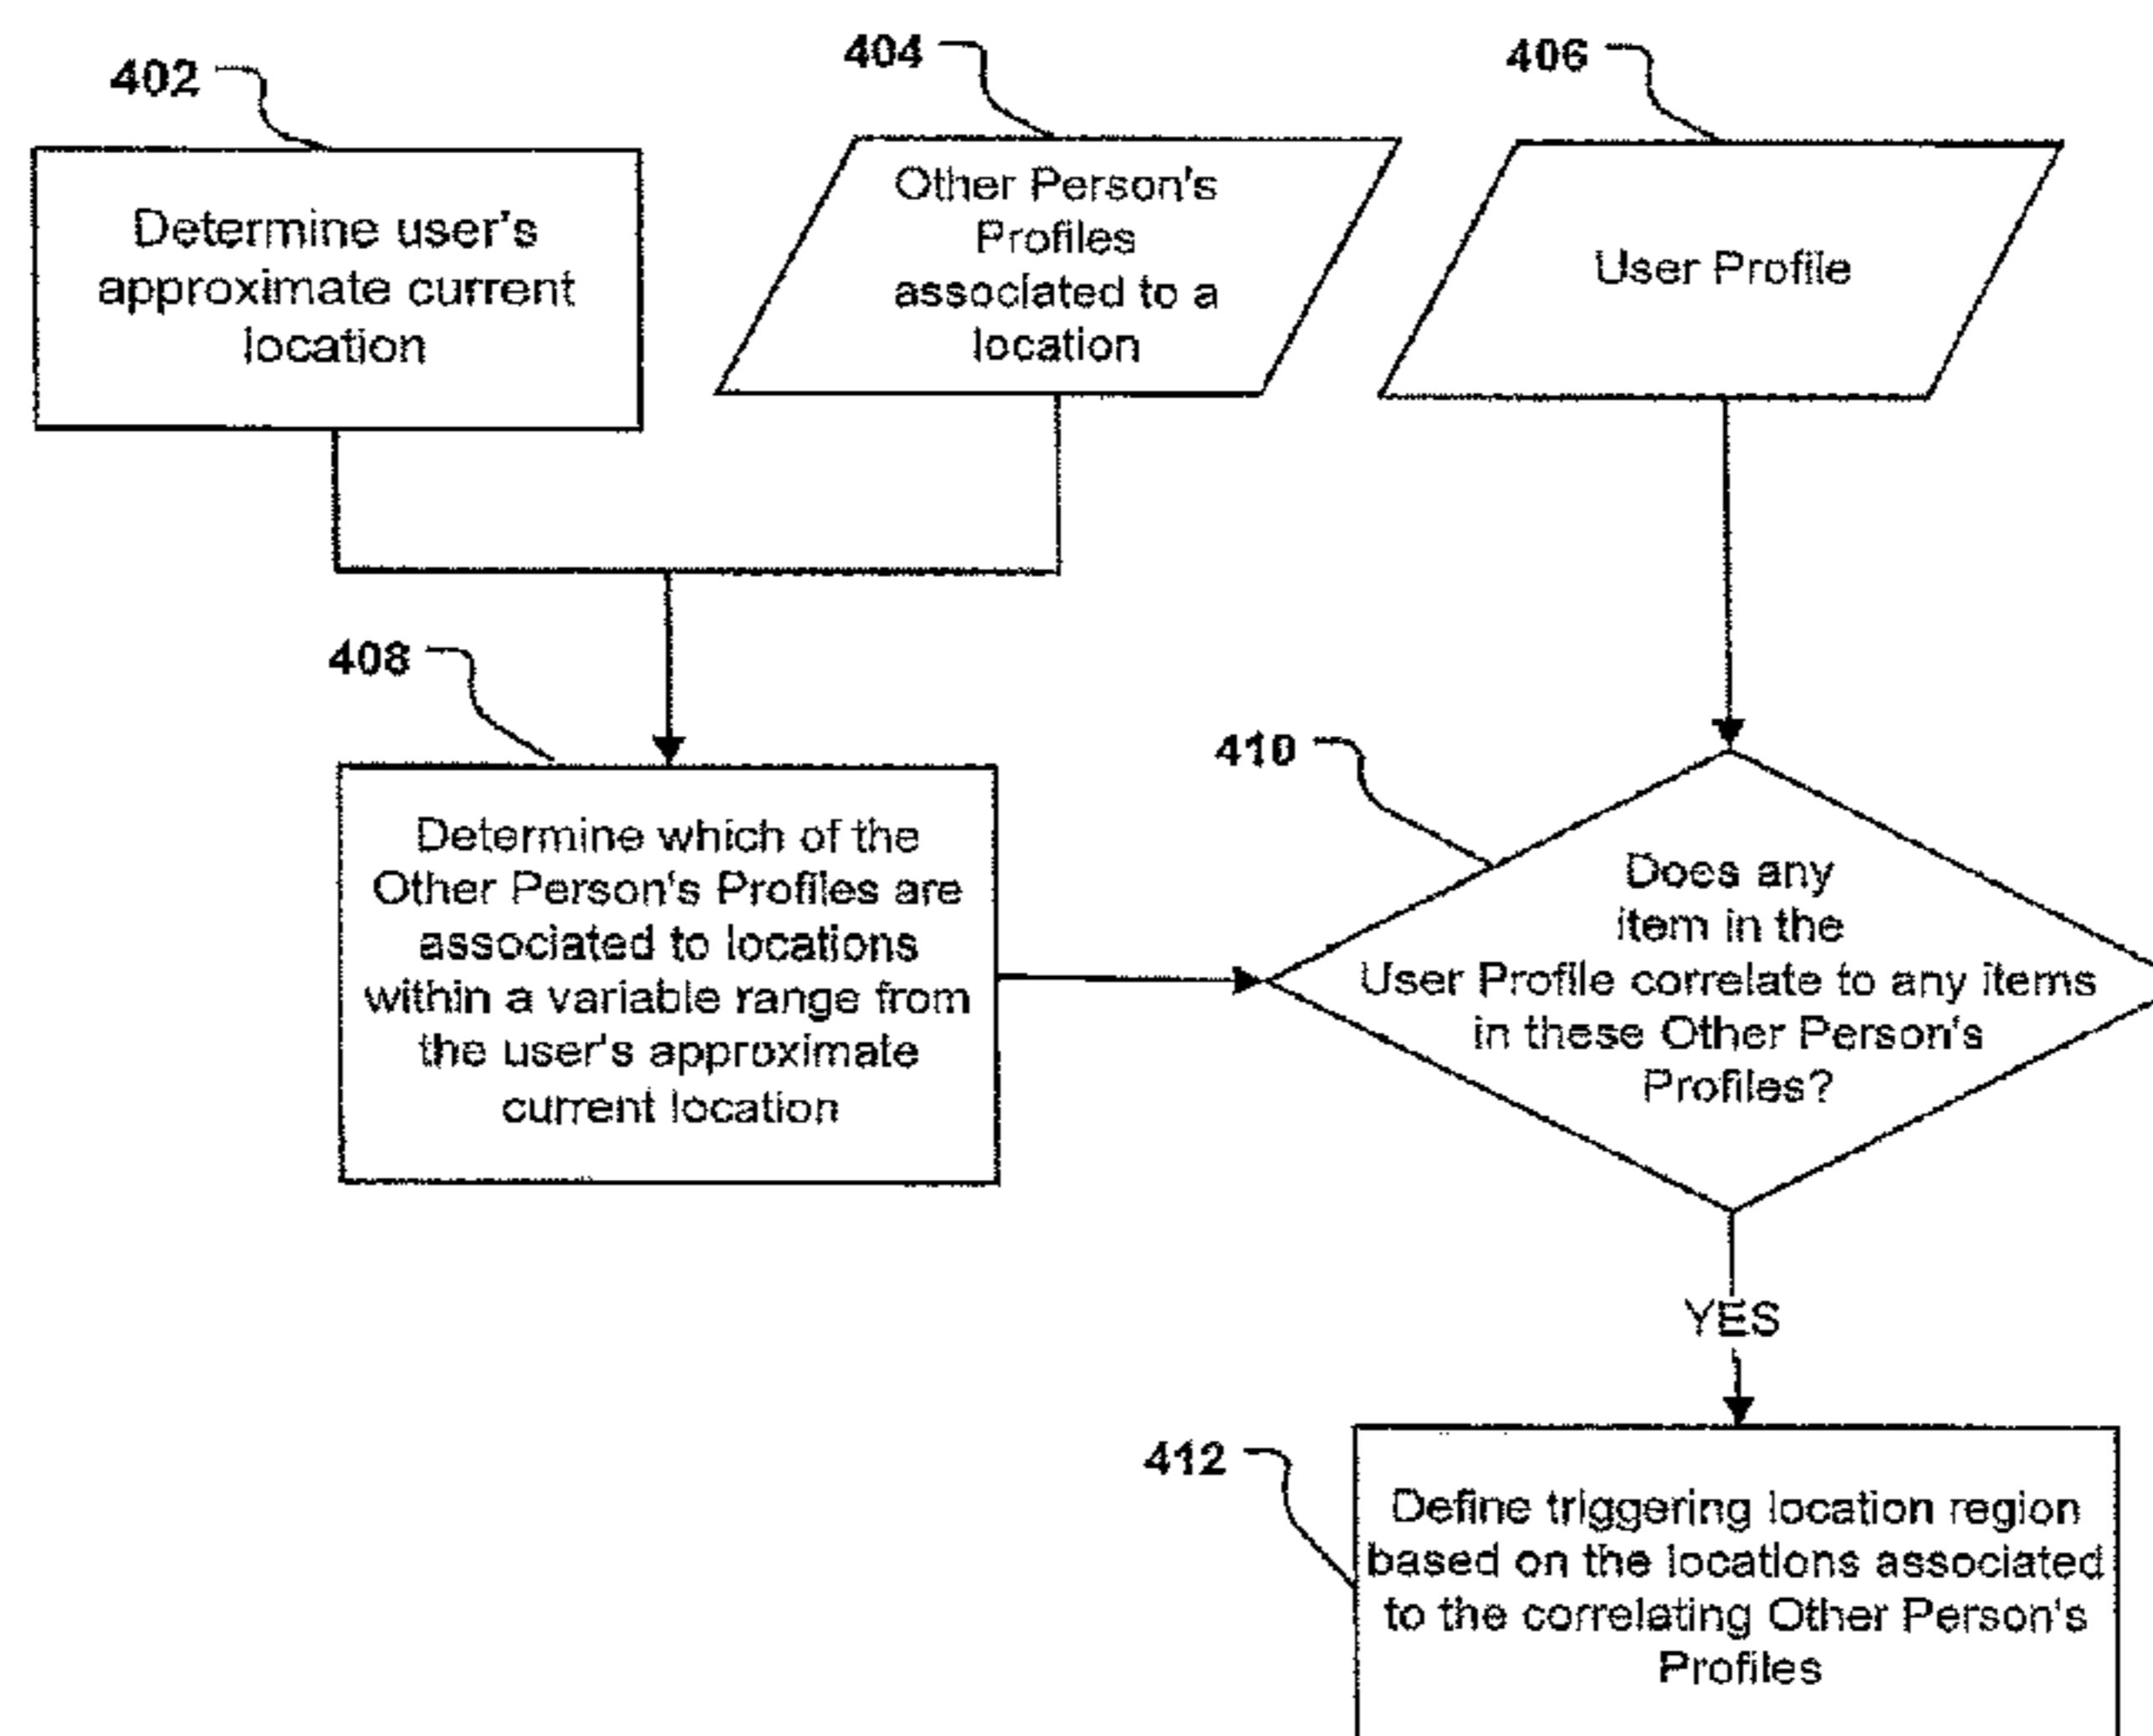 402
Determine user's
approximate current
location
404
Other Person's
Profiles
associated to a
location
406
User Profile
408
Determine which of the
Other Person's Profiles are
associated to locations
within a variable range from
the user's approximate
current location
410
Does any
item in the
User Profile correlate to any items
in these Other Person's
Profiles?
YES
412
Define triggering location region
based on the locations associated
to the correlating Other Person's
Profiles